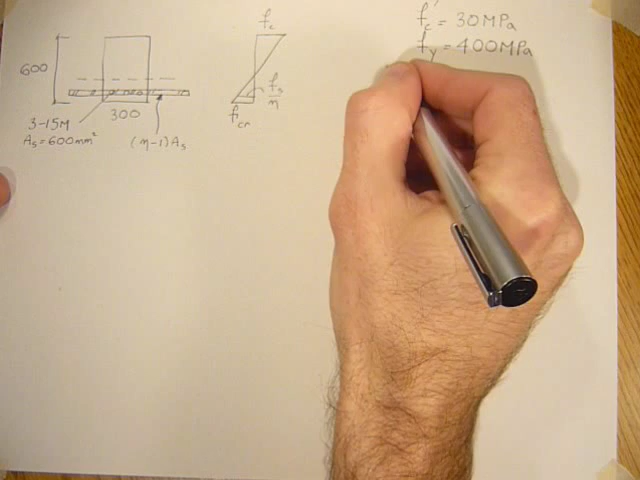 f'c = 30MPa
fy = 400MPa
fc
600
fs/n
fcr
300
3-15M
As = 600mm²
(n-1)As